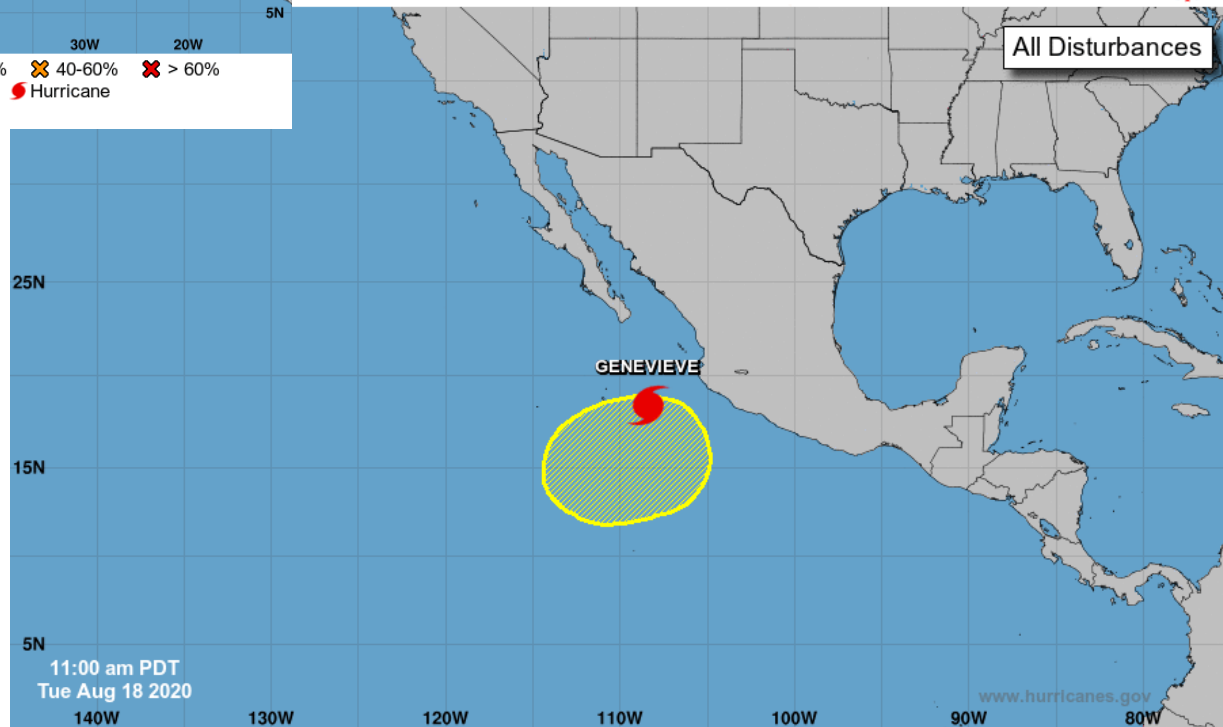 5N
30W 20W
% 40-60% > 60%
Hurricane
All Disturbances
25N
GENEVIEVE
15N
5N
11:00 am PDT
Tue Aug 18 2020
www.hurricanes.gov
140W 130W 120W 110W 100W 90W 80W